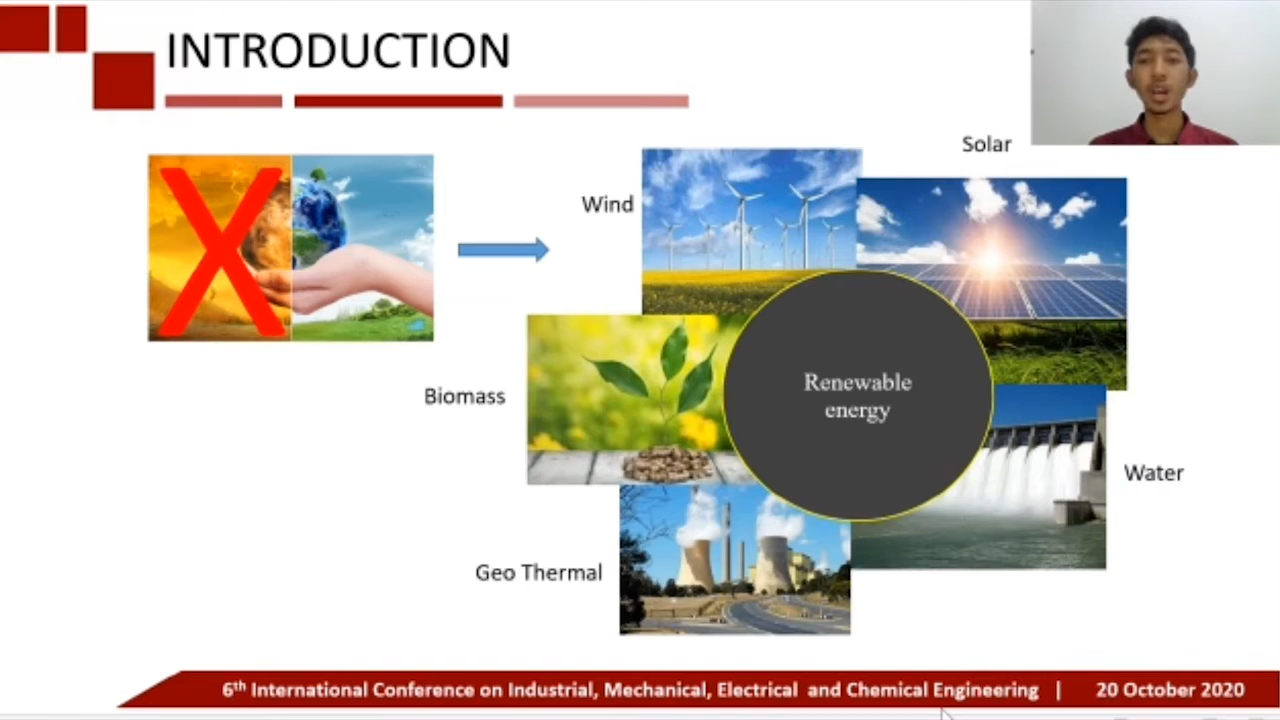 INTRODUCTION
Solar
Wind
Renewable
energy
Biomass
Water
Geo Thermal
6th International Conference on Industrial, Mechanical, Electrical and Chemical Engineering | 20 October 2020